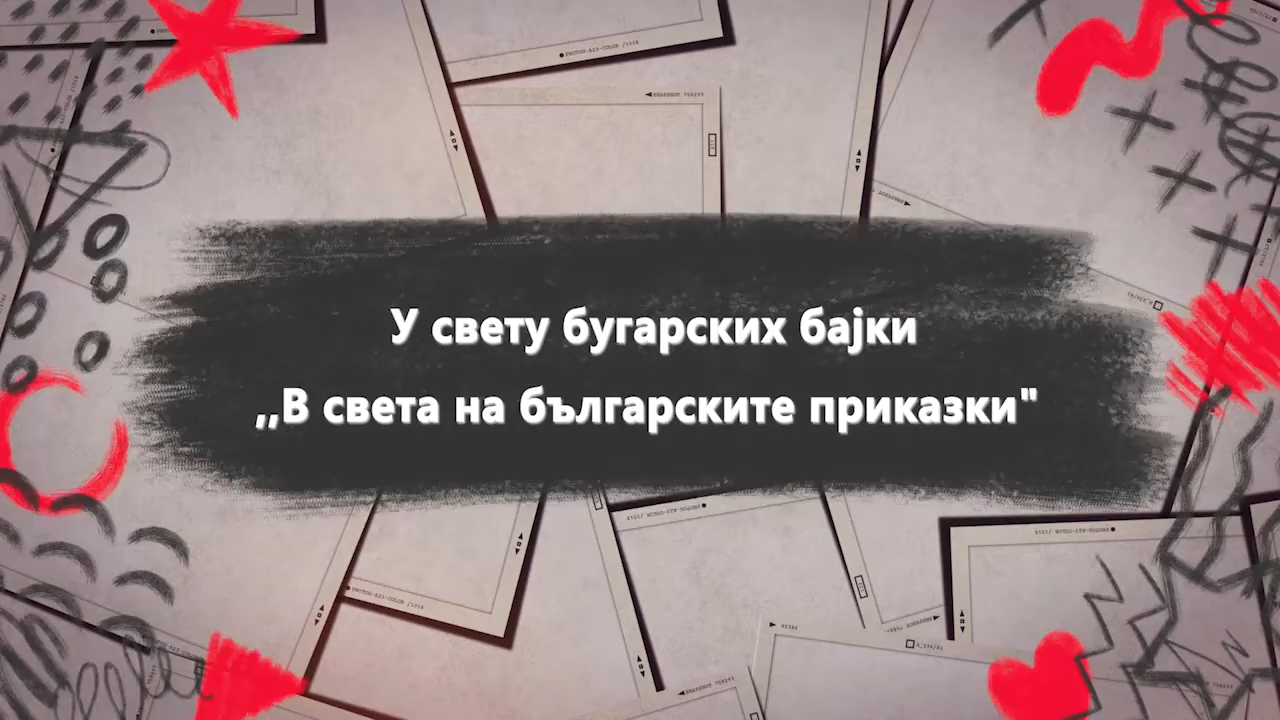 У свету бугарских бајки
,,В света на българските приказки"